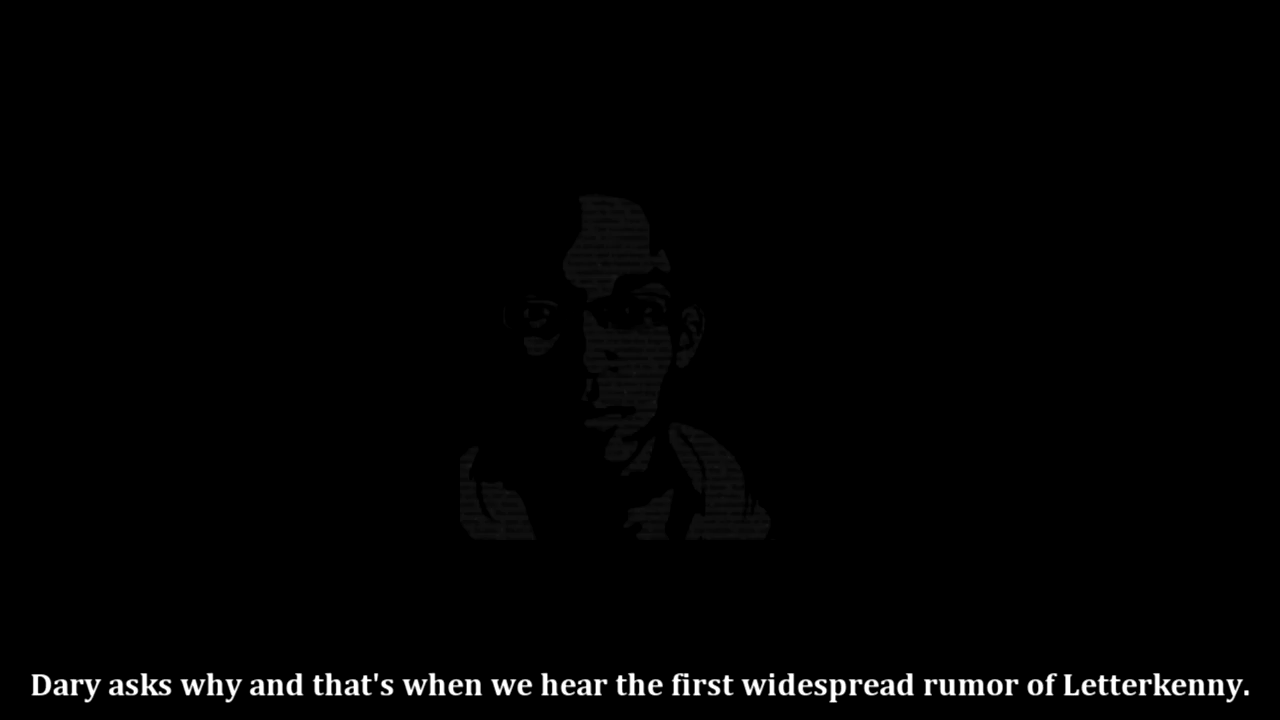 Dary asks why and that's when we hear the first widespread rumor of Letterkenny.